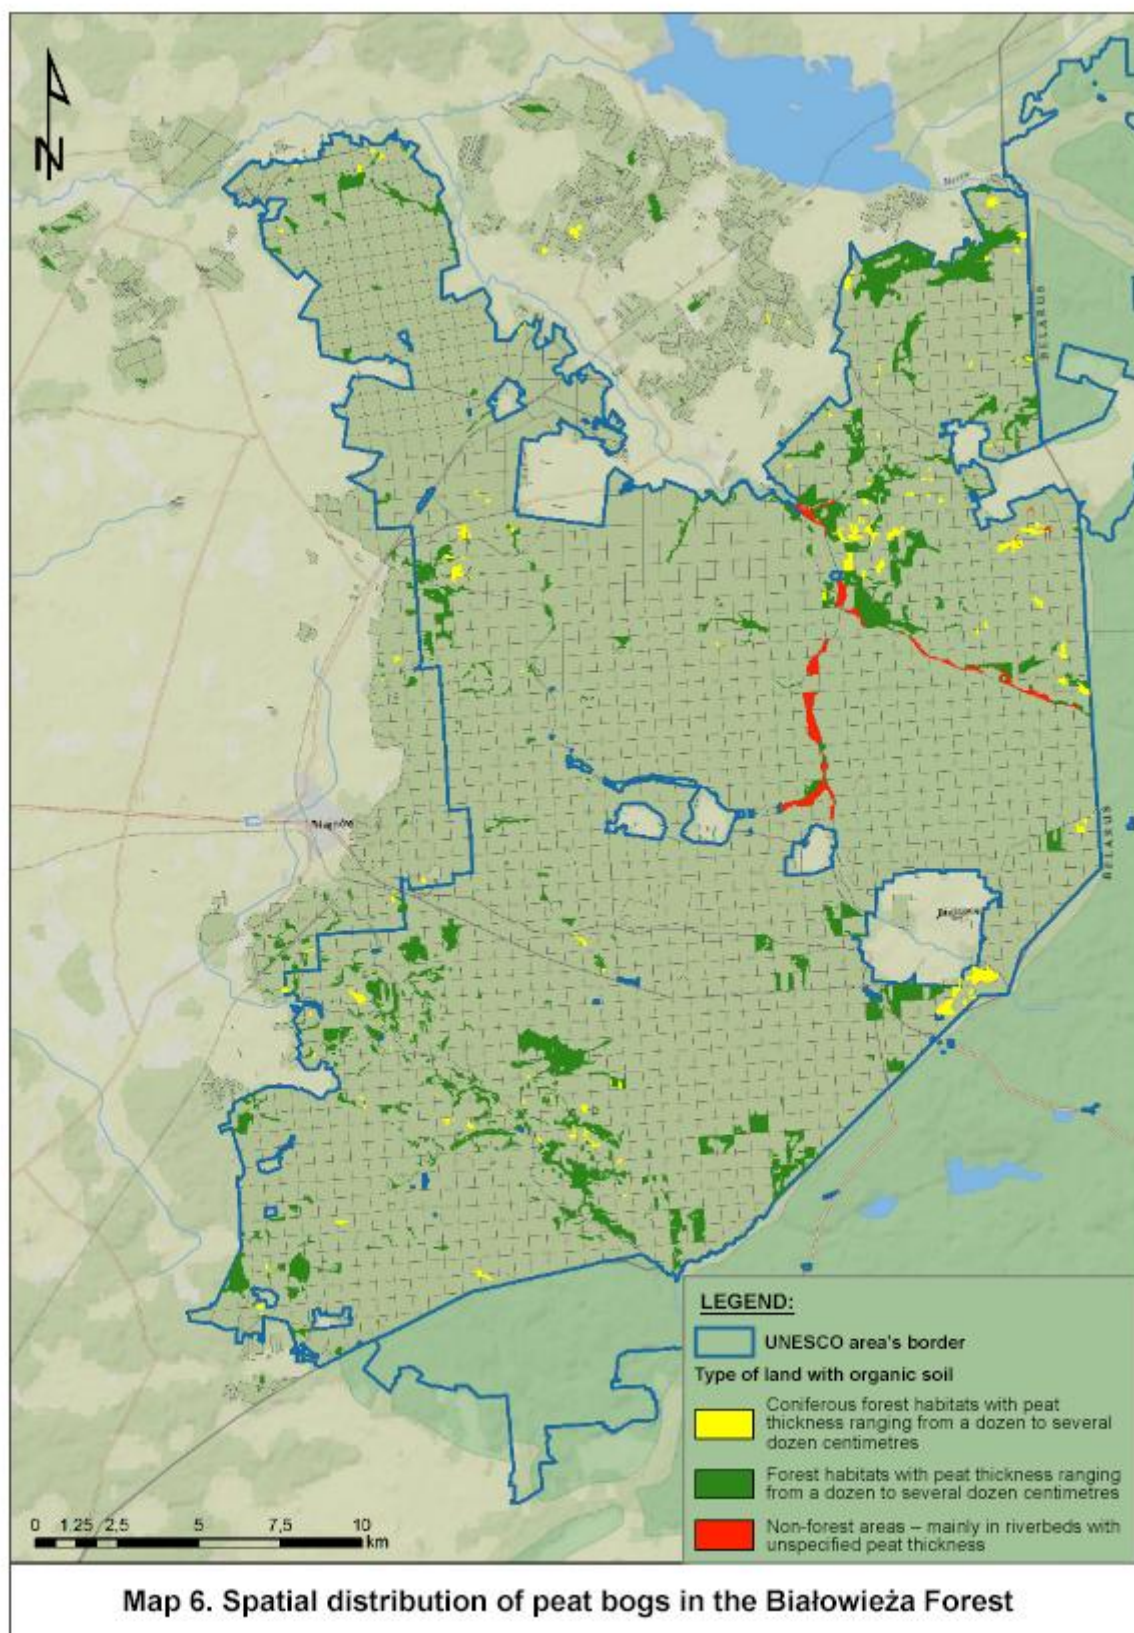 N
Narew
BELARUS
BELARUS
LEGEND:
UNESCO area's border
Type of land with organic soil
Coniferous forest habitats with peat
thickness ranging from a dozen to several
dozen centimetres
Forest habitats with peat thickness ranging
from a dozen to several dozen centimetres
Non-forest areas – mainly in riverbeds with
unspecified peat thickness
0 1,25 2,5 5 7,5 10
km
Map 6. Spatial distribution of peat bogs in the Białowieża Forest